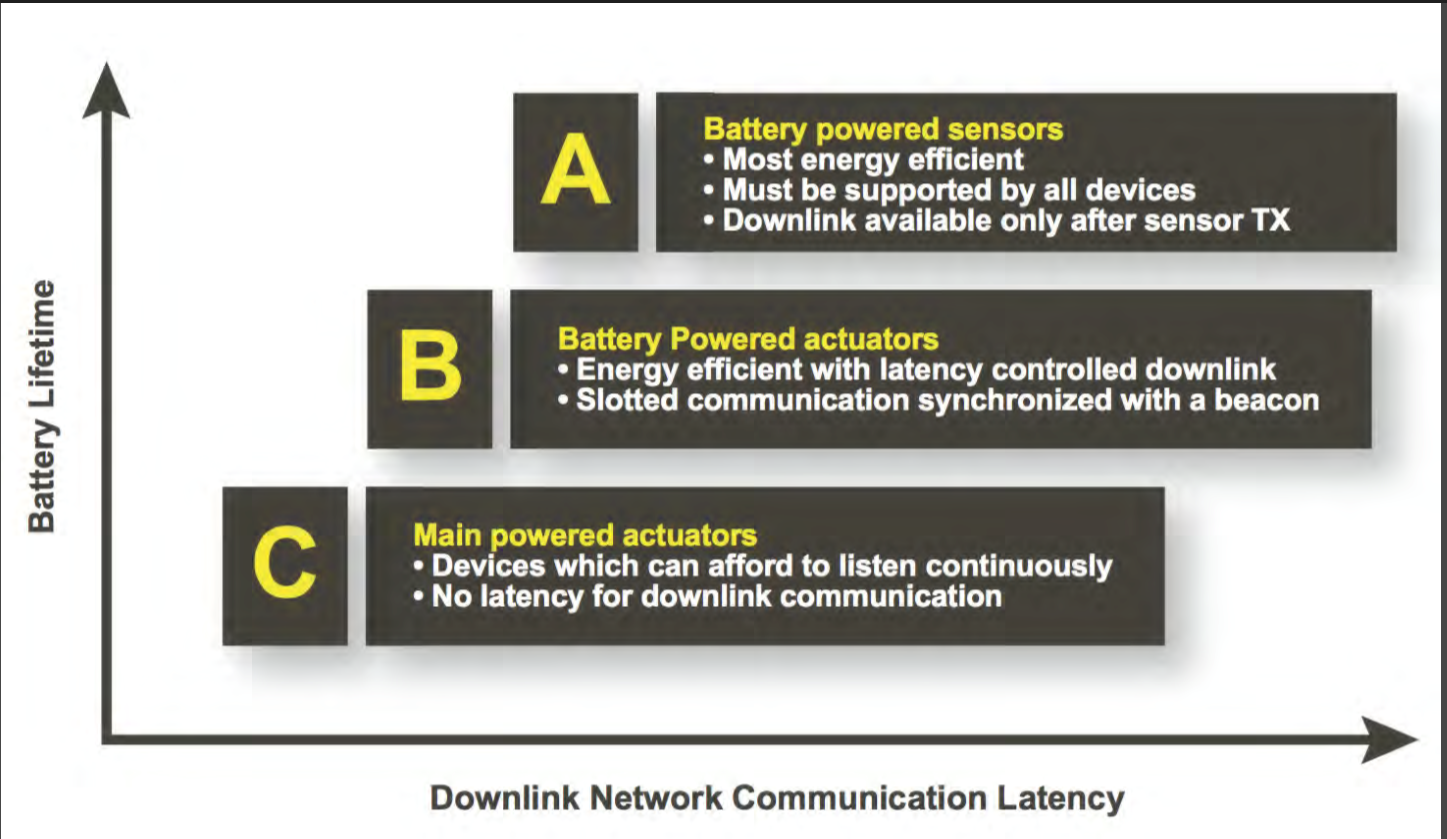 A
Battery powered sensors
• Most energy efficient
• Must be supported by all devices
• Downlink available only after sensor TX
B
Battery Powered actuators
• Energy efficient with latency controlled downlink
• Slotted communication synchronized with a beacon
C
Main powered actuators
• Devices which can afford to listen continuously
• No latency for downlink communication
Battery Lifetime
Downlink Network Communication Latency